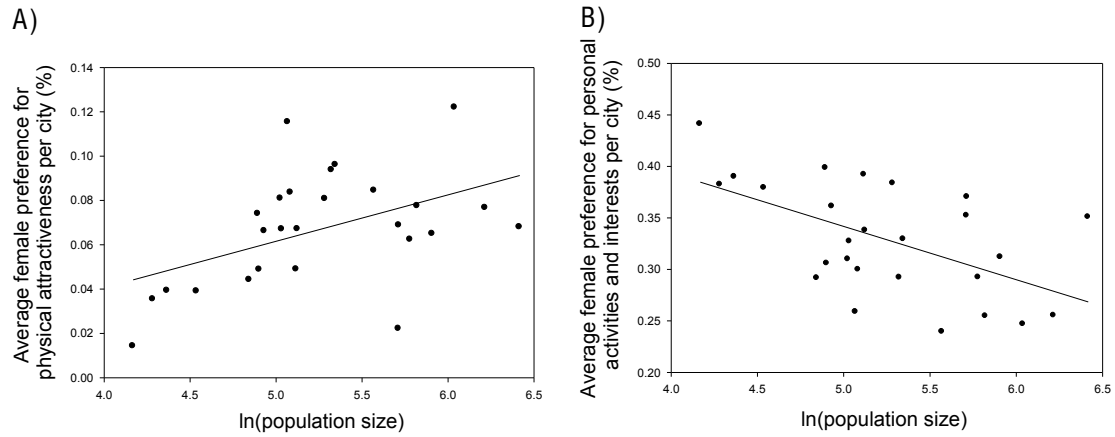 A)
Average female preference for
physical attractiveness per city (%)
0.14
0.12
0.10
0.08
0.06
0.04
0.02
0.00
4.0 4.5 5.0 5.5 6.0 6.5
ln(population size)
B)
Average female preference for personal
activities and interests per city (%)
0.50
0.45
0.40
0.35
0.30
0.25
0.20
4.0 4.5 5.0 5.5 6.0 6.5
ln(population size)